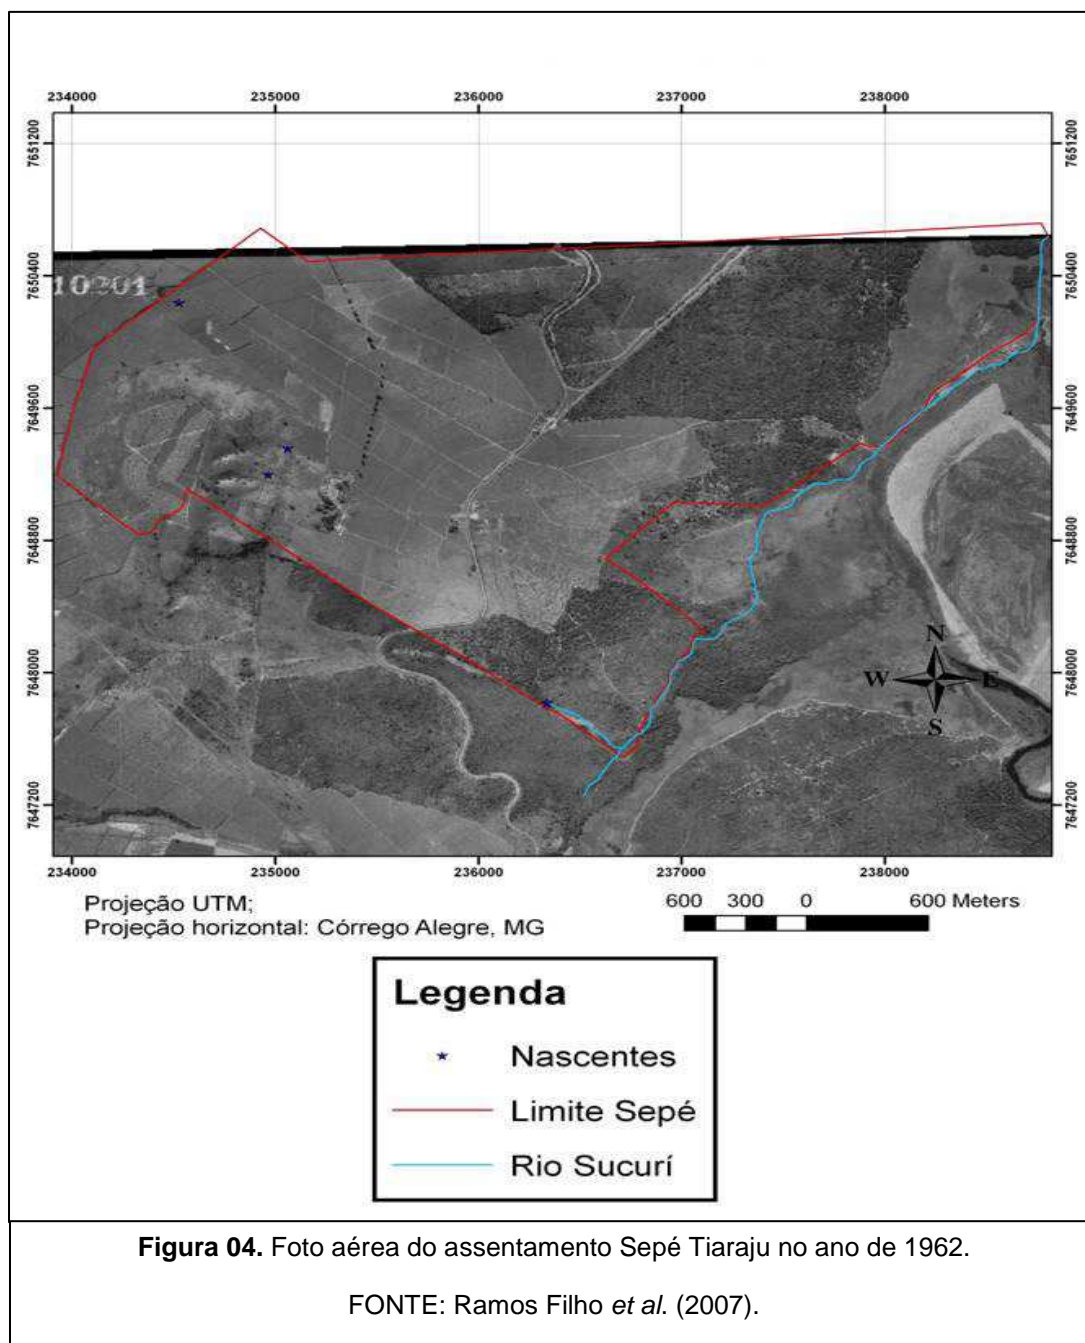 234000 235000 236000 237000 238000
7651200 7651200
7650400 7650400
10201
7649600 7649600
7648800 7648800
N
W E
S
7648000 7648000
7647200 7647200
234000 235000 236000 237000 238000
Projeção UTM;
Projeção horizontal: Córrego Alegre, MG
600 300 0 600 Meters
Legenda
Nascentes
Limite Sepé
Rio Sucurí
Figura 04. Foto aérea do assentamento Sepé Tiaraju no ano de 1962.
FONTE: Ramos Filho et al. (2007).